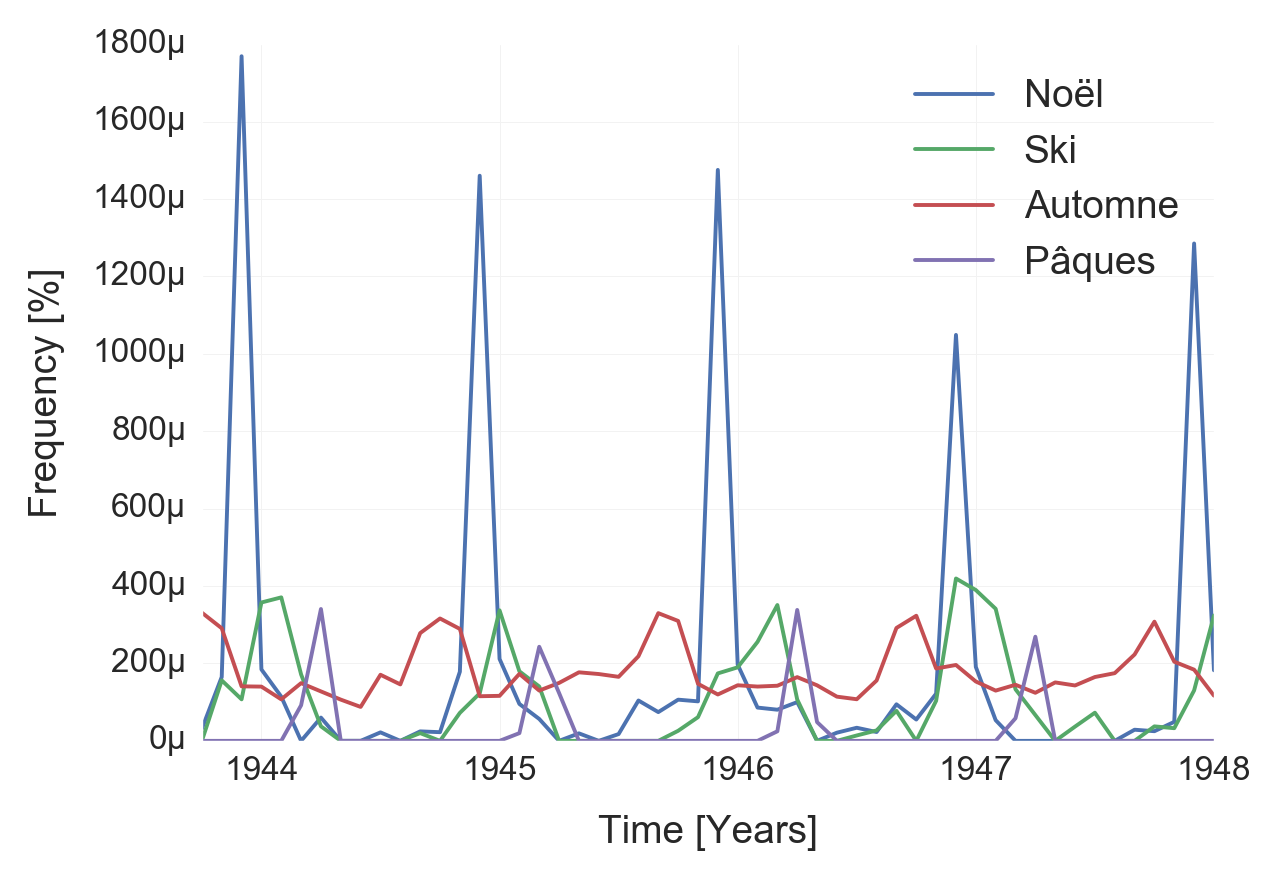 1800µ
1600µ
1400µ
1200µ
1000µ
800µ
600µ
400µ
200µ
0µ
Frequency [%]
Noël
Ski
Automne
Pâques
1944 1945 1946 1947 1948
Time [Years]